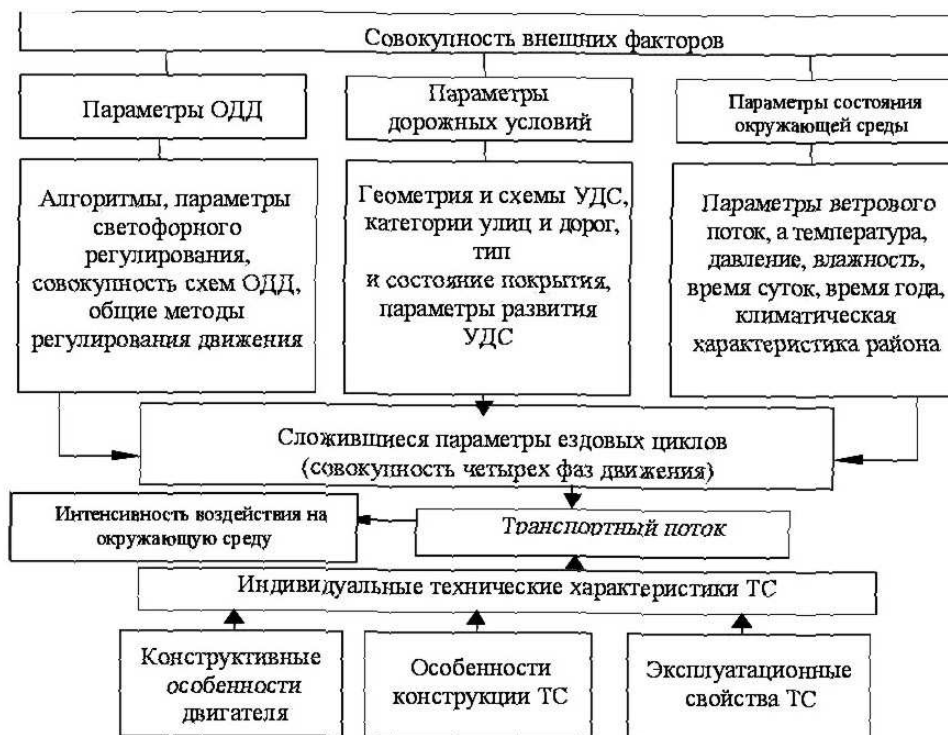 Совокупность внешних факторов
Параметры ОДД
Параметры
дорожных условий
Параметры состояния
окружающей среды
Алгоритмы, параметры
светофорного
регулирования,
совокупность схем ОДД,
общие методы
регулирования движения
Геометрия и схемы УДС,
категории улиц и дорог,
тип
и состояние покрытия,
параметры развития
УДС
Параметры ветрового
поток, а температура,
давление, влажность,
время суток, время года,
климатическая
характеристика района
Сложившиеся параметры ездовых циклов
(совокупность четырех фаз движения)
Интенсивность воздействия на
окружающую среду
Транспортный поток
Индивидуальные технические характеристики ТС
Конструктивные
особенности
двигателя
Особенности
конструкции ТС
Эксплуатационные
свойства ТС